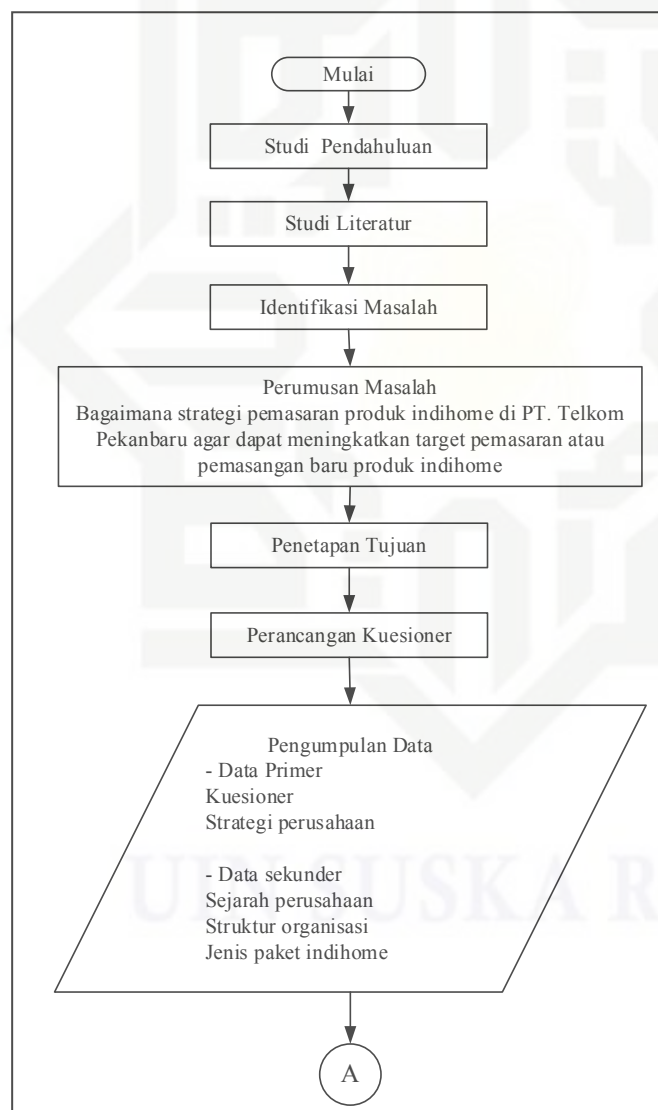 Mulai
Studi Pendahuluan
Studi Literatur
Identifikasi Masalah
Perumusan Masalah
Bagaimana strategi pemasaran produk indihome di PT. Telkom
Pekanbaru agar dapat meningkatkan target pemasaran atau
pemasangan baru produk indihome
Penetapan Tujuan
Perancangan Kuesioner
Pengumpulan Data
- Data Primer
Kuesioner
Strategi perusahaan
- Data sekunder
Sejarah perusahaan
Struktur organisasi
Jenis paket indihome
UIN SUSKA R
A